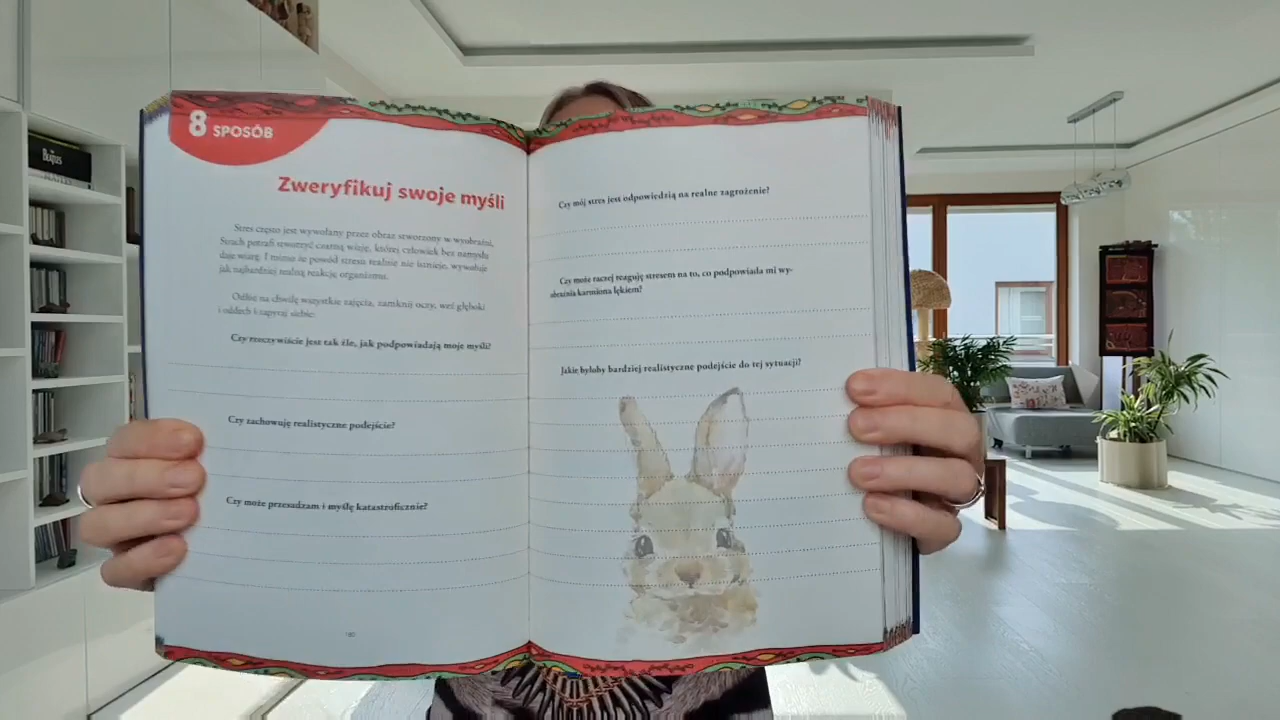 8 SPOSÓB
Zweryfikuj swoje myśli
Stres często jest wywołany przez obraz stworzony w wyobraźni.
Strach potrafi stworzyć czarną wizję, której człowiek bez namysłu
daje wiarę. I mimo że powód stresu realnie nie istnieje, wywołuje
jak najbardziej realną reakcję organizmu.
Odłóż na chwilę wszystkie zajęcia, zamknij oczy, weź głęboki
oddech i zapytaj siebie:
Czy rzeczywiście jest tak źle, jak podpowiadają moje myśli?
Czy zachowuję realistyczne podejście?
Czy może przesadzam i myślę katastroficznie?
180
Czy mój stres jest odpowiedzią na realne zagrożenie?
Czy może raczej reaguję stresem na to, co podpowiada mi wy-
obraźnia karmiona lękiem?
Jakie byłoby bardziej realistyczne podejście do tej sytuacji?
BEATLES